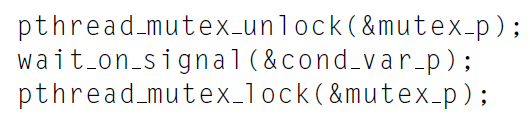 pthread_mutex_unlock(&mutex_p);
wait_on_signal(&cond_var_p);
pthread_mutex_lock(&mutex_p);